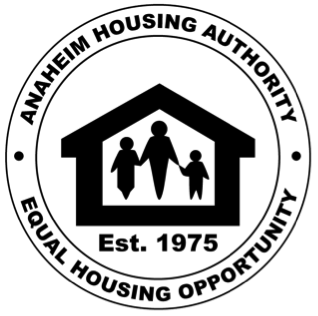 ANAHEIM HOUSING AUTHORITY
Est. 1975
EQUAL HOUSING OPPORTUNITY